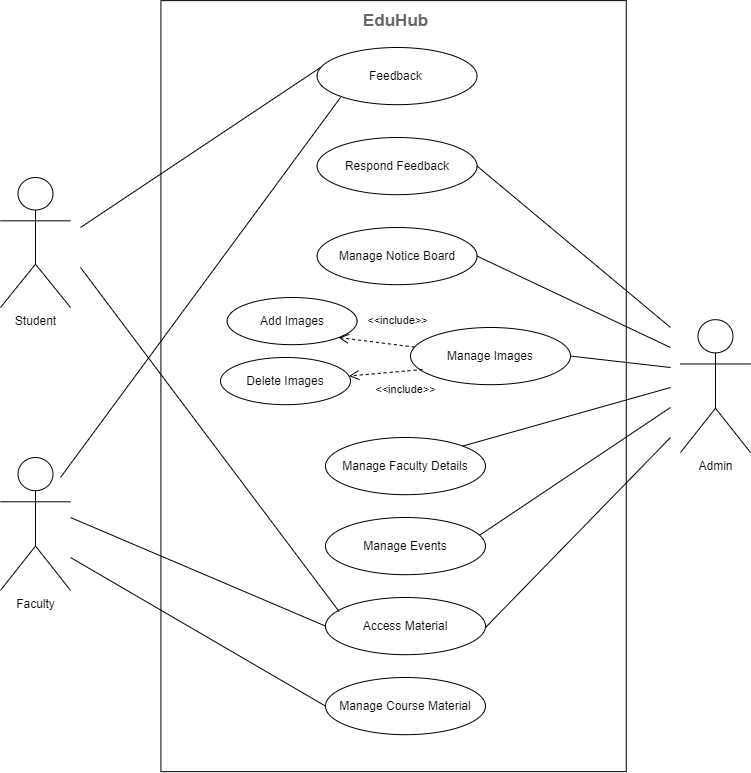 EduHub
Feedback
Respond Feedback
Manage Notice Board
Student
Add Images
<<include>>
Manage Images
Delete Images
<<include>>
Manage Faculty Details
Admin
Manage Events
Faculty
Access Material
Manage Course Material